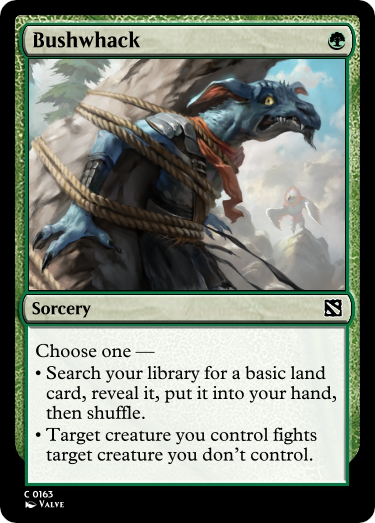 Bushwhack
Sorcery
Choose one —
• Search your library for a basic land
card, reveal it, put it into your hand,
then shuffle.
• Target creature you control fights
target creature you don't control.
C 0163
Valve